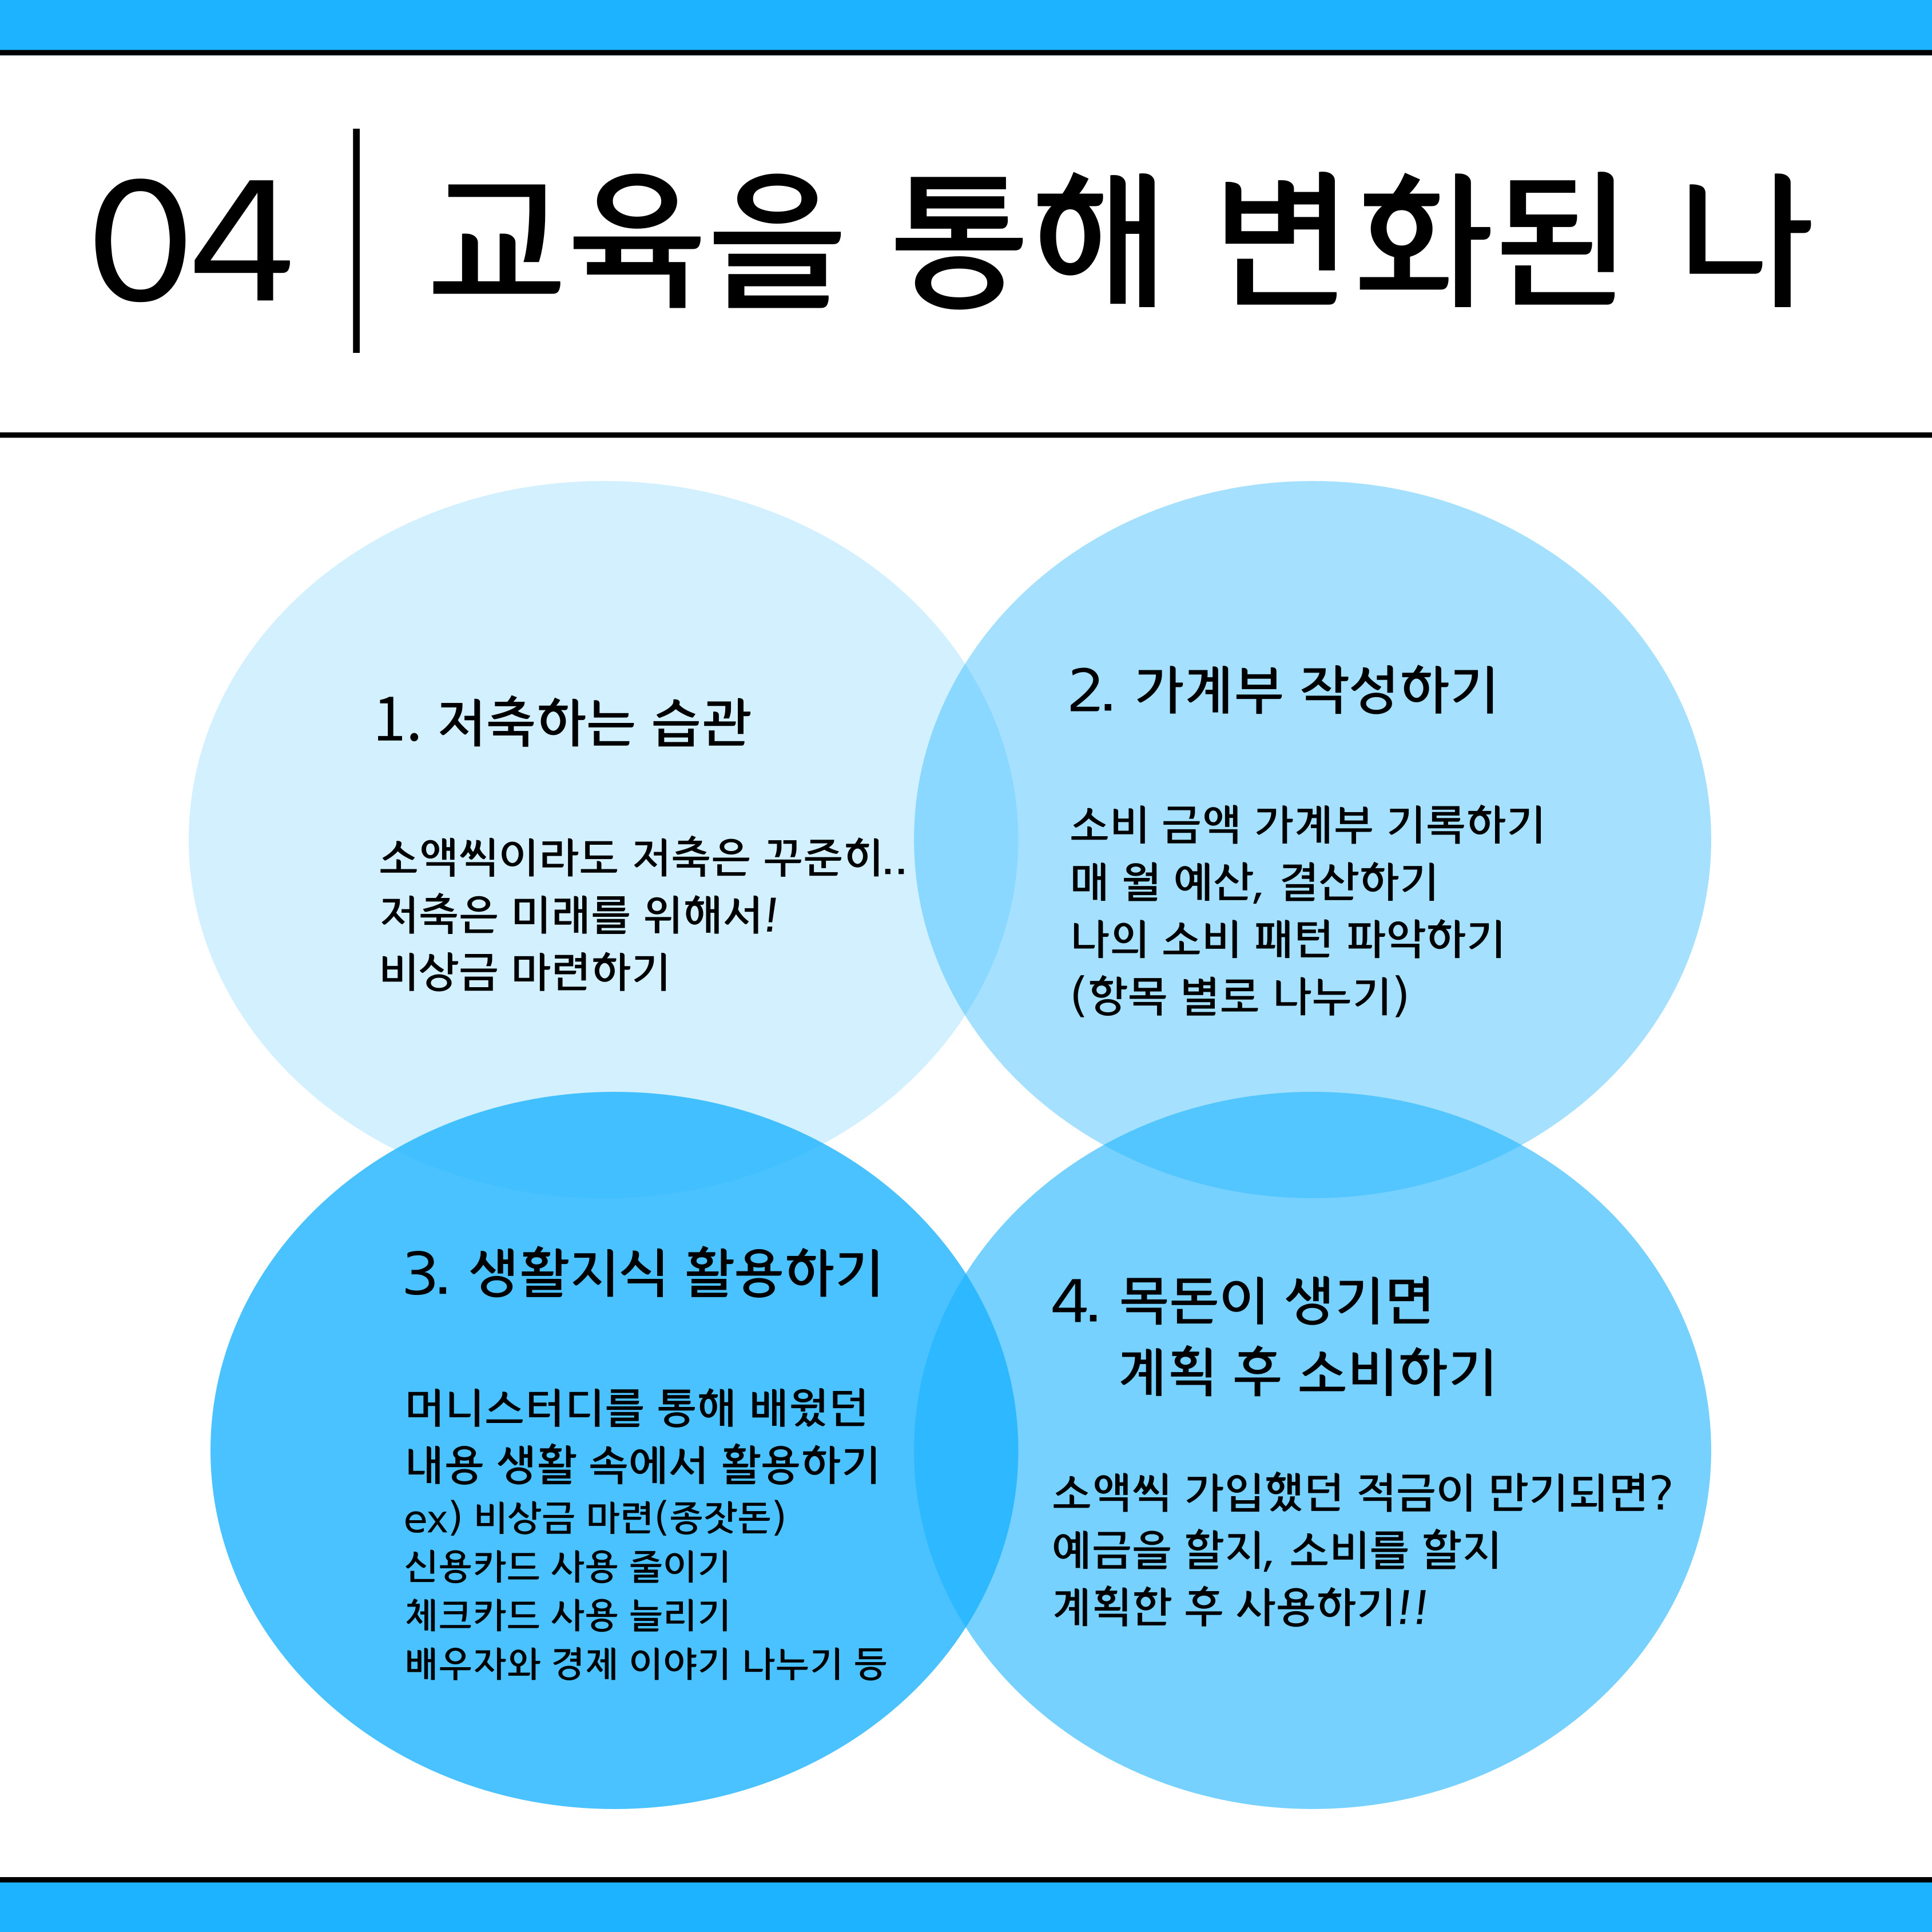 04
교육을 통해 변화된 나
1. 저축하는 습관
소액씩이라도 저축은 꾸준히..
저축은 미래를 위해서!
비상금 마련하기
2. 가계부 작성하기
소비 금액 가계부 기록하기
매 월 예산, 결산하기
나의 소비 패턴 파악하기
(항목 별로 나누기)
3. 생활지식 활용하기
머니스터디를 통해 배웠던
내용 생활 속에서 활용하기
ex) 비상금 마련(종잣돈)
신용카드 사용 줄이기
체크카드 사용 늘리기
배우자와 경제 이야기 나누기 등
4. 목돈이 생기면
계획 후 소비하기
소액씩 가입했던 적금이 만기되면?
예금을 할지, 소비를 할지
계획한 후 사용하기!!